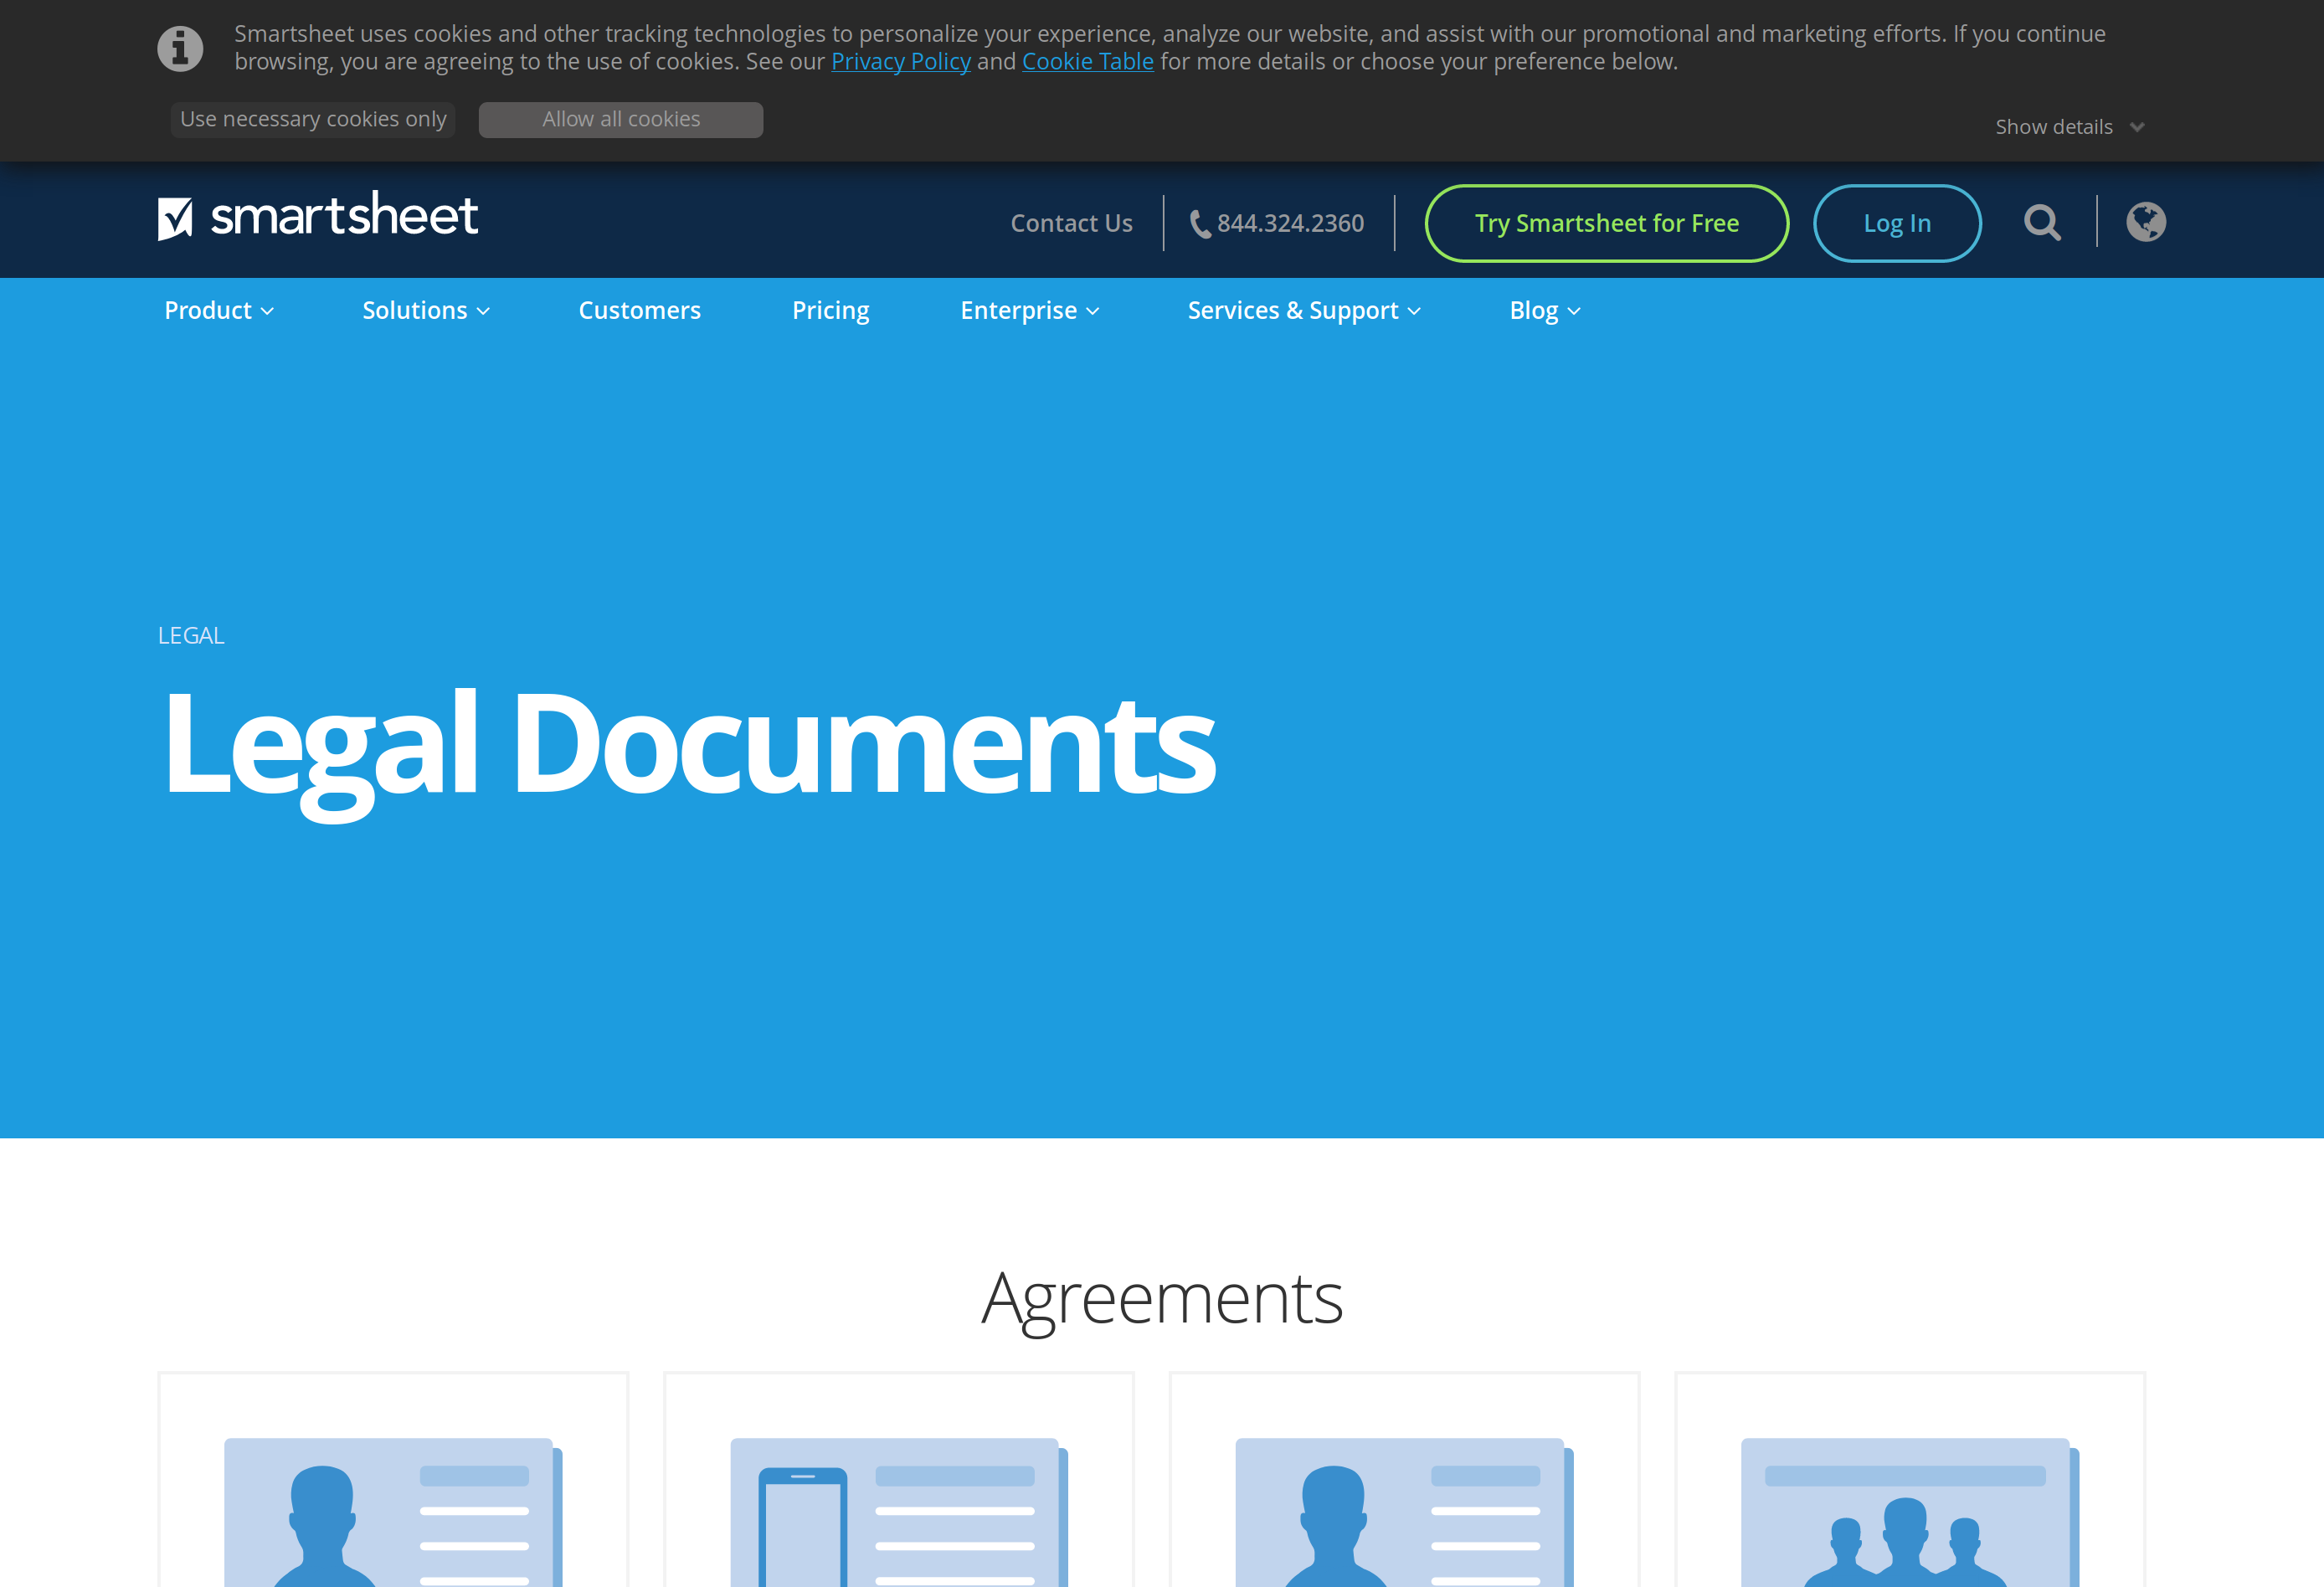 Smartsheet uses cookies and other tracking technologies to personalize your experience, analyze our website, and assist with our promotional and marketing efforts. If you continue
browsing, you are agreeing to the use of cookies. See our Privacy Policy and Cookie Table for more details or choose your preference below.
Use necessary cookies only
Allow all cookies
Show details
smartsheet
Contact Us
844.324.2360
Try Smartsheet for Free
Log In
Product
Solutions
Customers
Pricing
Enterprise
Services & Support
Blog
LEGAL
Legal Documents
Agreements